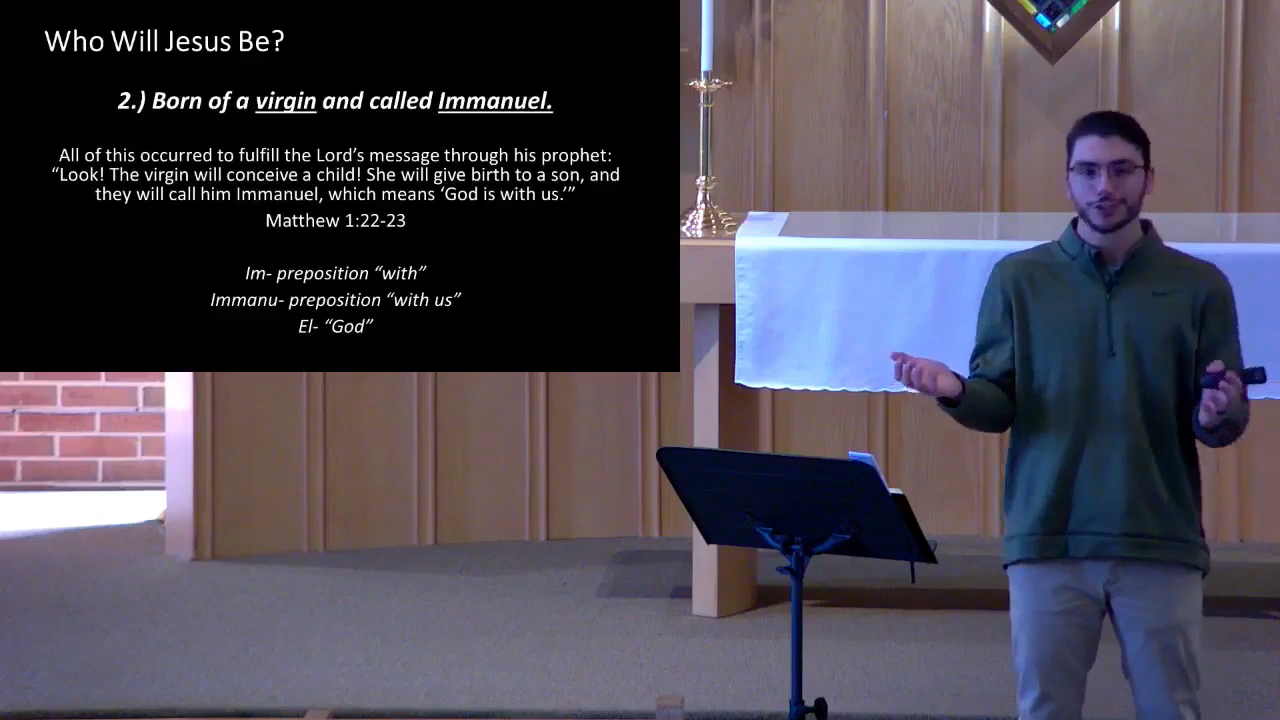 Who Will Jesus Be?
2.) Born of a virgin and called Immanuel.
All of this occurred to fulfill the Lord’s message through his prophet:
“Look! The virgin will conceive a child! She will give birth to a son, and
they will call him Immanuel, which means ‘God is with us.’”
Matthew 1:22-23
Im- preposition “with”
Immanu- preposition “with us”
El- “God”